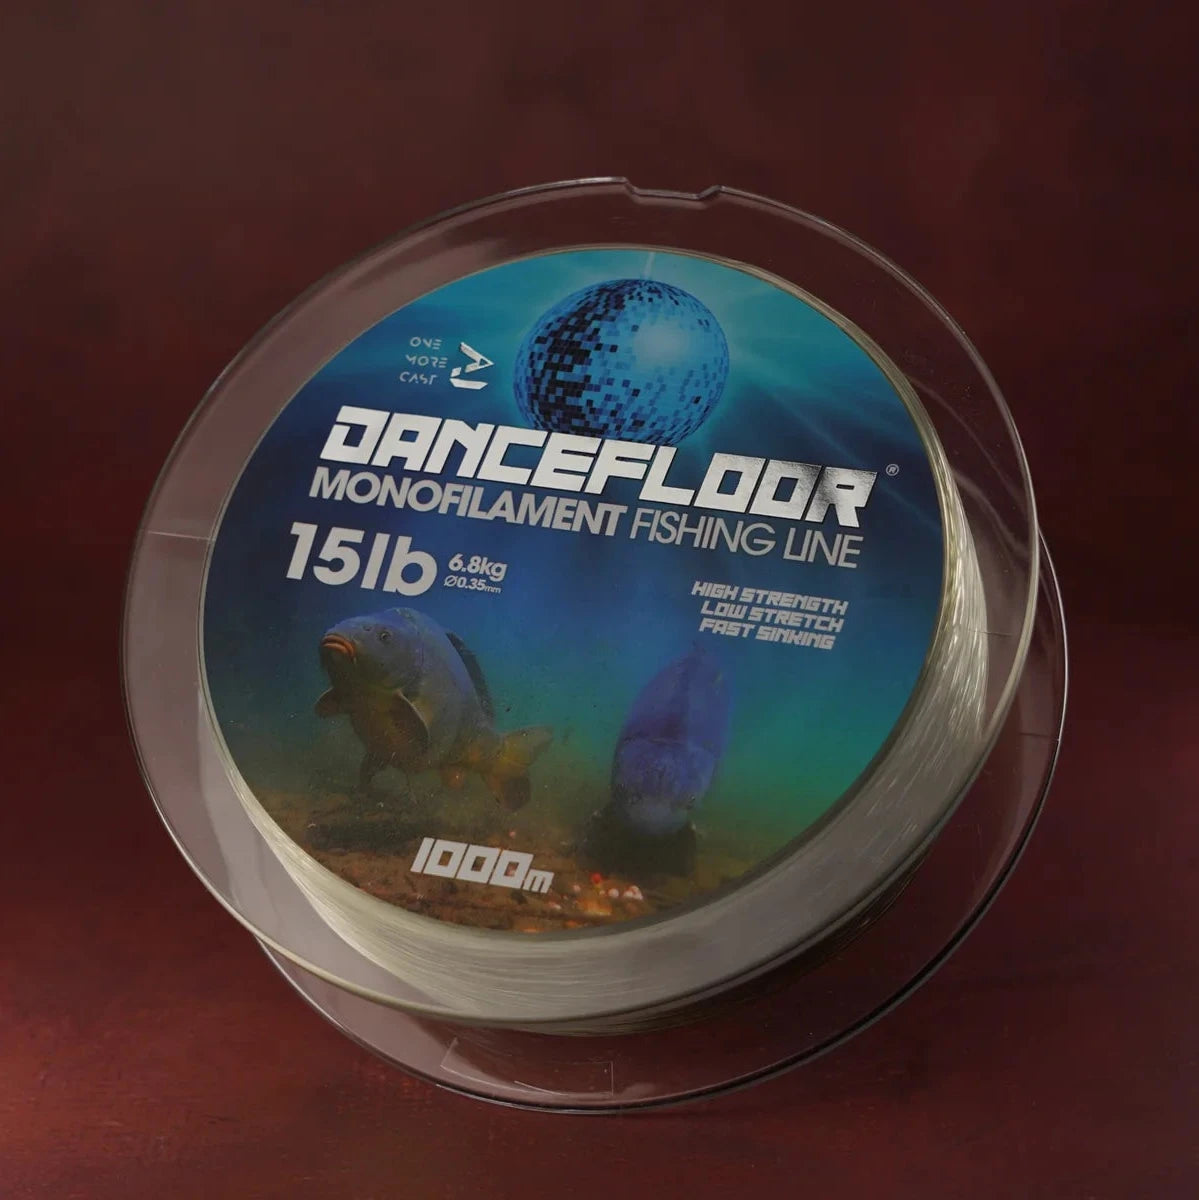 ONE
MORE
CAST
DANCEFLOOR®
MONOFILAMENT FISHING LINE
15lb 6.8kg
Ø0.35mm
HIGH STRENGTH
LOW STRETCH
FAST SINKING
1000m